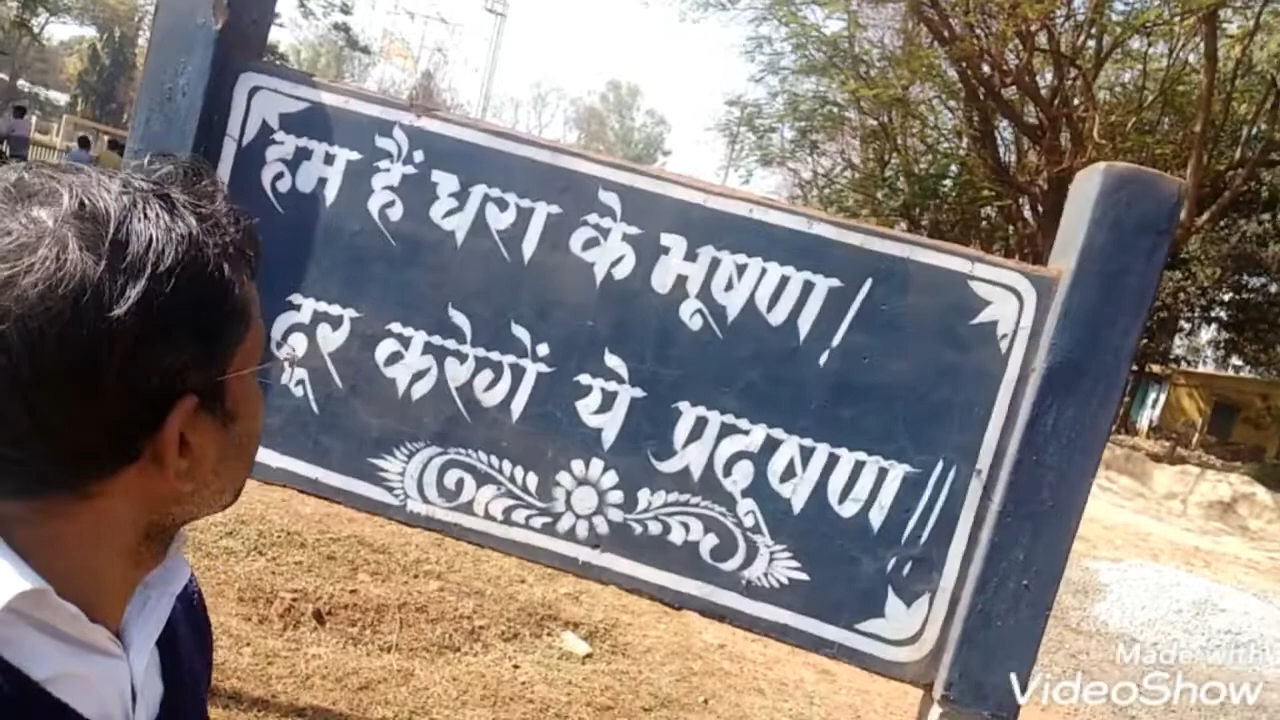 हम हैं धरा के भूषण।
दूर करेगें ये प्रदूषण॥
Made with
VideoShow